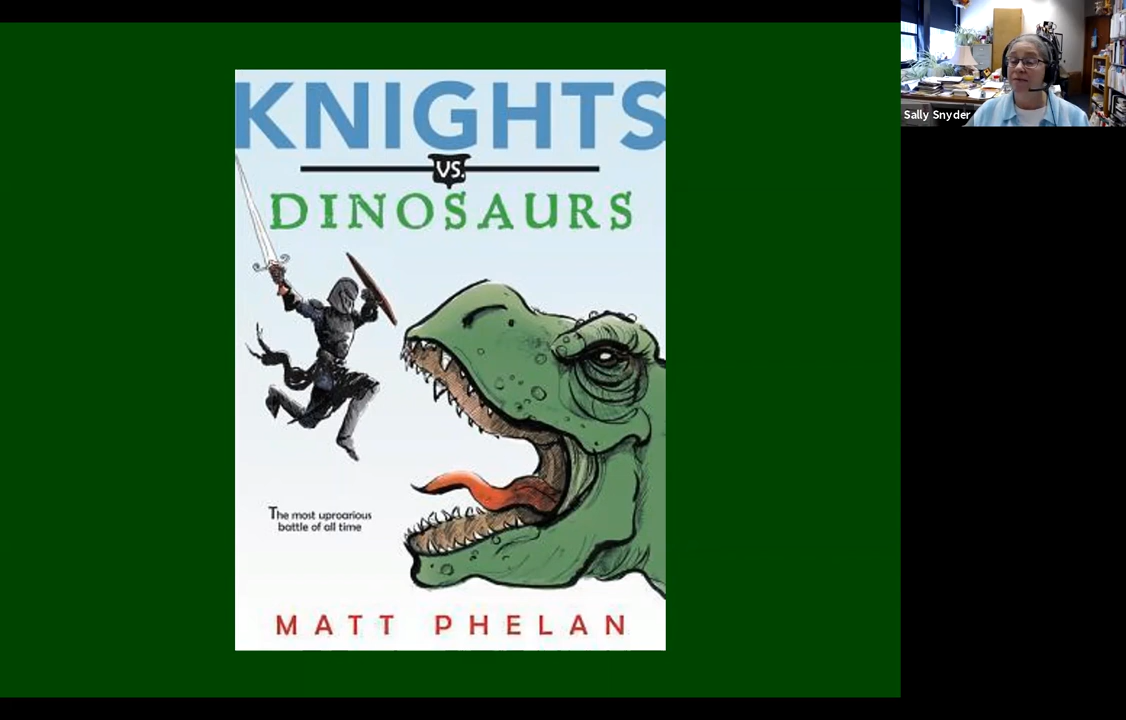 KNIGHTS
VS.
DINOSAURS
The most uproarious
battle of all time
MATT PHELAN
Sally Snyder